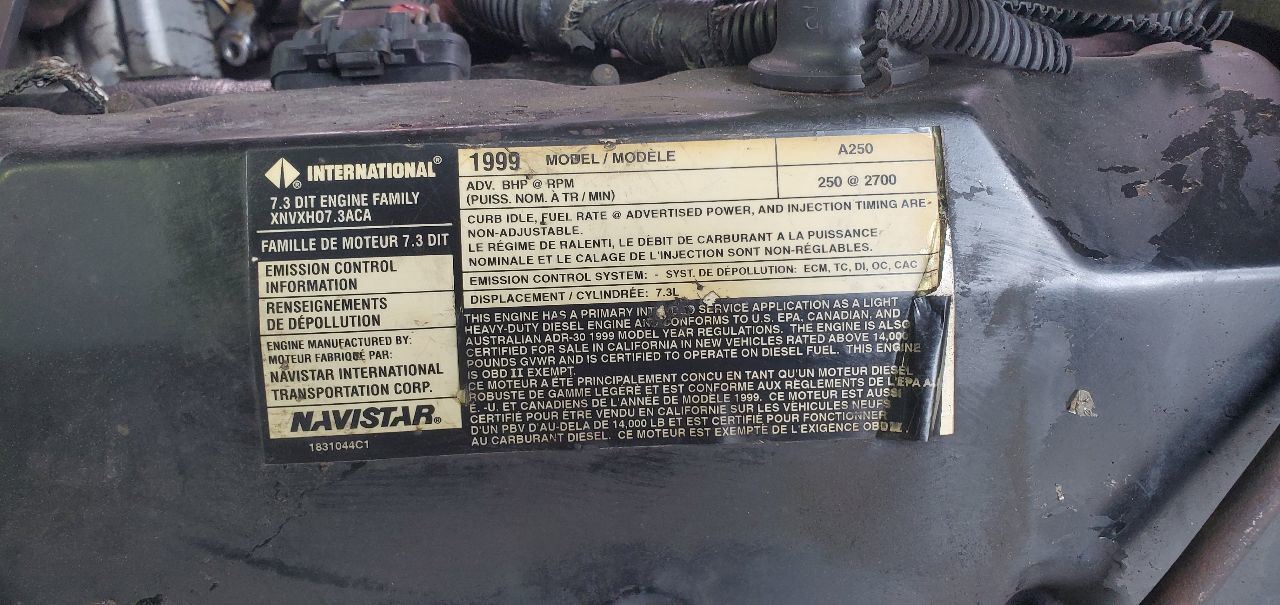 INTERNATIONAL®
7.3 DIT ENGINE FAMILY
XNVXH07.3ACA
FAMILLE DE MOTEUR 7.3 DIT
EMISSION CONTROL
INFORMATION
RENSEIGNEMENTS
DE DÉPOLLUTION
ENGINE MANUFACTURED BY:
MOTEUR FABRIQUÉ PAR:
NAVISTAR INTERNATIONAL
TRANSPORTATION CORP.
NAVISTAR®
1831044C1
1999 MODEL / MODÈLE A250
ADV. BHP @ RPM
(PUISS. NOM. À TR / MIN) 250 @ 2700
CURB IDLE, FUEL RATE @ ADVERTISED POWER, AND INJECTION TIMING ARE
NON-ADJUSTABLE.
LE RÉGIME DE RALENTI, LE DÉBIT DE CARBURANT A LA PUISSANCE
NOMINALE ET LE CALAGE DE L'INJECTION SONT NON-RÉGLABLES.
EMISSION CONTROL SYSTEM: - SYST. DE DÉPOLLUTION: ECM, TC, DI, OC, CAC
DISPLACEMENT / CYLINDRÉE: 7.3L
THIS ENGINE HAS A PRIMARY SERVICE APPLICATION AS A LIGHT
HEAVY-DUTY DIESEL ENGINE CONFORMS TO U.S. EPA, CANADIAN, AND
AUSTRALIAN ADR-30 1999 MODEL YEAR REGULATIONS. THE ENGINE IS ALSO
CERTIFIED FOR SALE IN CALIFORNIA IN NEW VEHICLES RATED ABOVE 14,000
POUNDS GVWR AND IS CERTIFIED TO OPERATE ON DIESEL FUEL. THIS ENGINE
IS OBD II EXEMPT.
CE MOTEUR A ÉTÉ PRINCIPALEMENT CONCU EN TANT QU'UN MOTEUR DIESEL
ROBUSTE DE GAMME LEGÉRE ET EST CONFORME AUX RÈGLEMENTS DE L'EPA
É. -U. ET CANADIENS DE L'ANNÉE DE MODÈLE 1999. CE MOTEUR EST AUSSI
CERTIFIÉ POUR ÊTRE VENDU EN CALIFORNIE SUR LES VÉHICULES NEUFS
D'UN PBV D'AU-DELA DE 14,000 LB ET EST CERTIFIÉ POUR FONCTIONNER
AU CARBURANT DIESEL. CE MOTEUR EST EXEMPTÉ DE L'EXIGENCE OBD